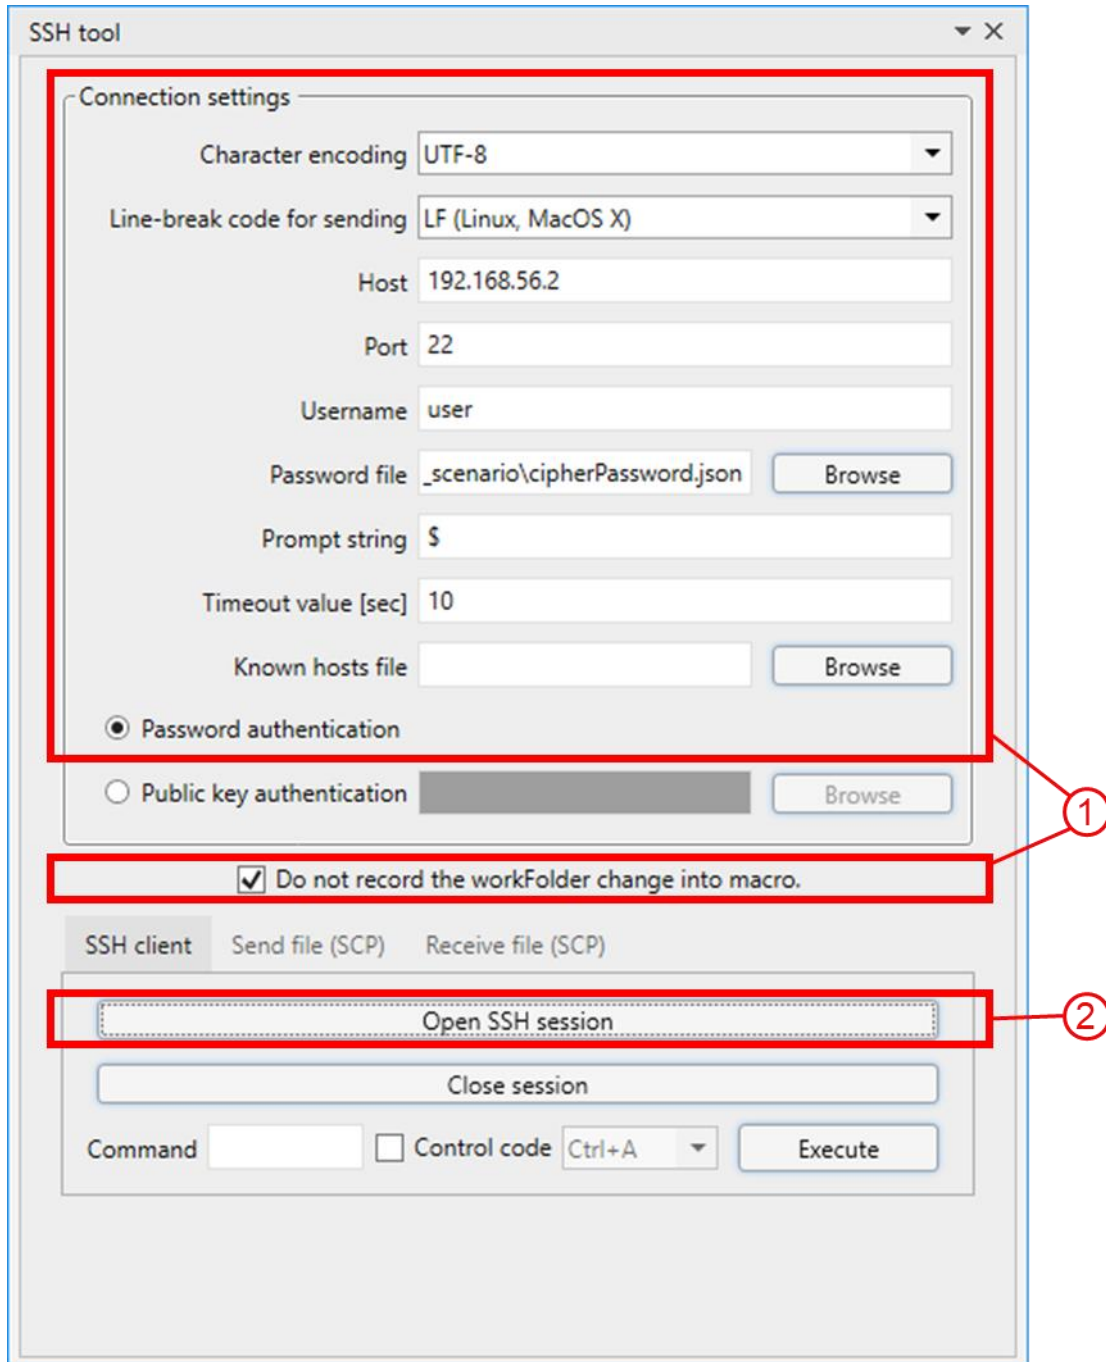 SSH tool
Connection settings
Character encoding UTF-8
Line-break code for sending LF (Linux, MacOS X)
Host 192.168.56.2
Port 22
Username user
Password file _scenario\cipherPassword.json Browse
Prompt string $
Timeout value [sec] 10
Known hosts file Browse
Password authentication
Public key authentication Browse
1
Do not record the workFolder change into macro.
SSH client Send file (SCP) Receive file (SCP)
Open SSH session
2
Close session
Command Control code Ctrl+A Execute